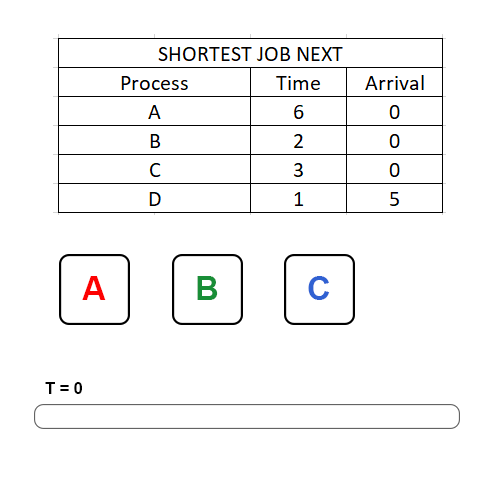 SHORTEST JOB NEXT
Process Time Arrival
A 6 0
B 2 0
C 3 0
D 1 5
A B C
T = 0